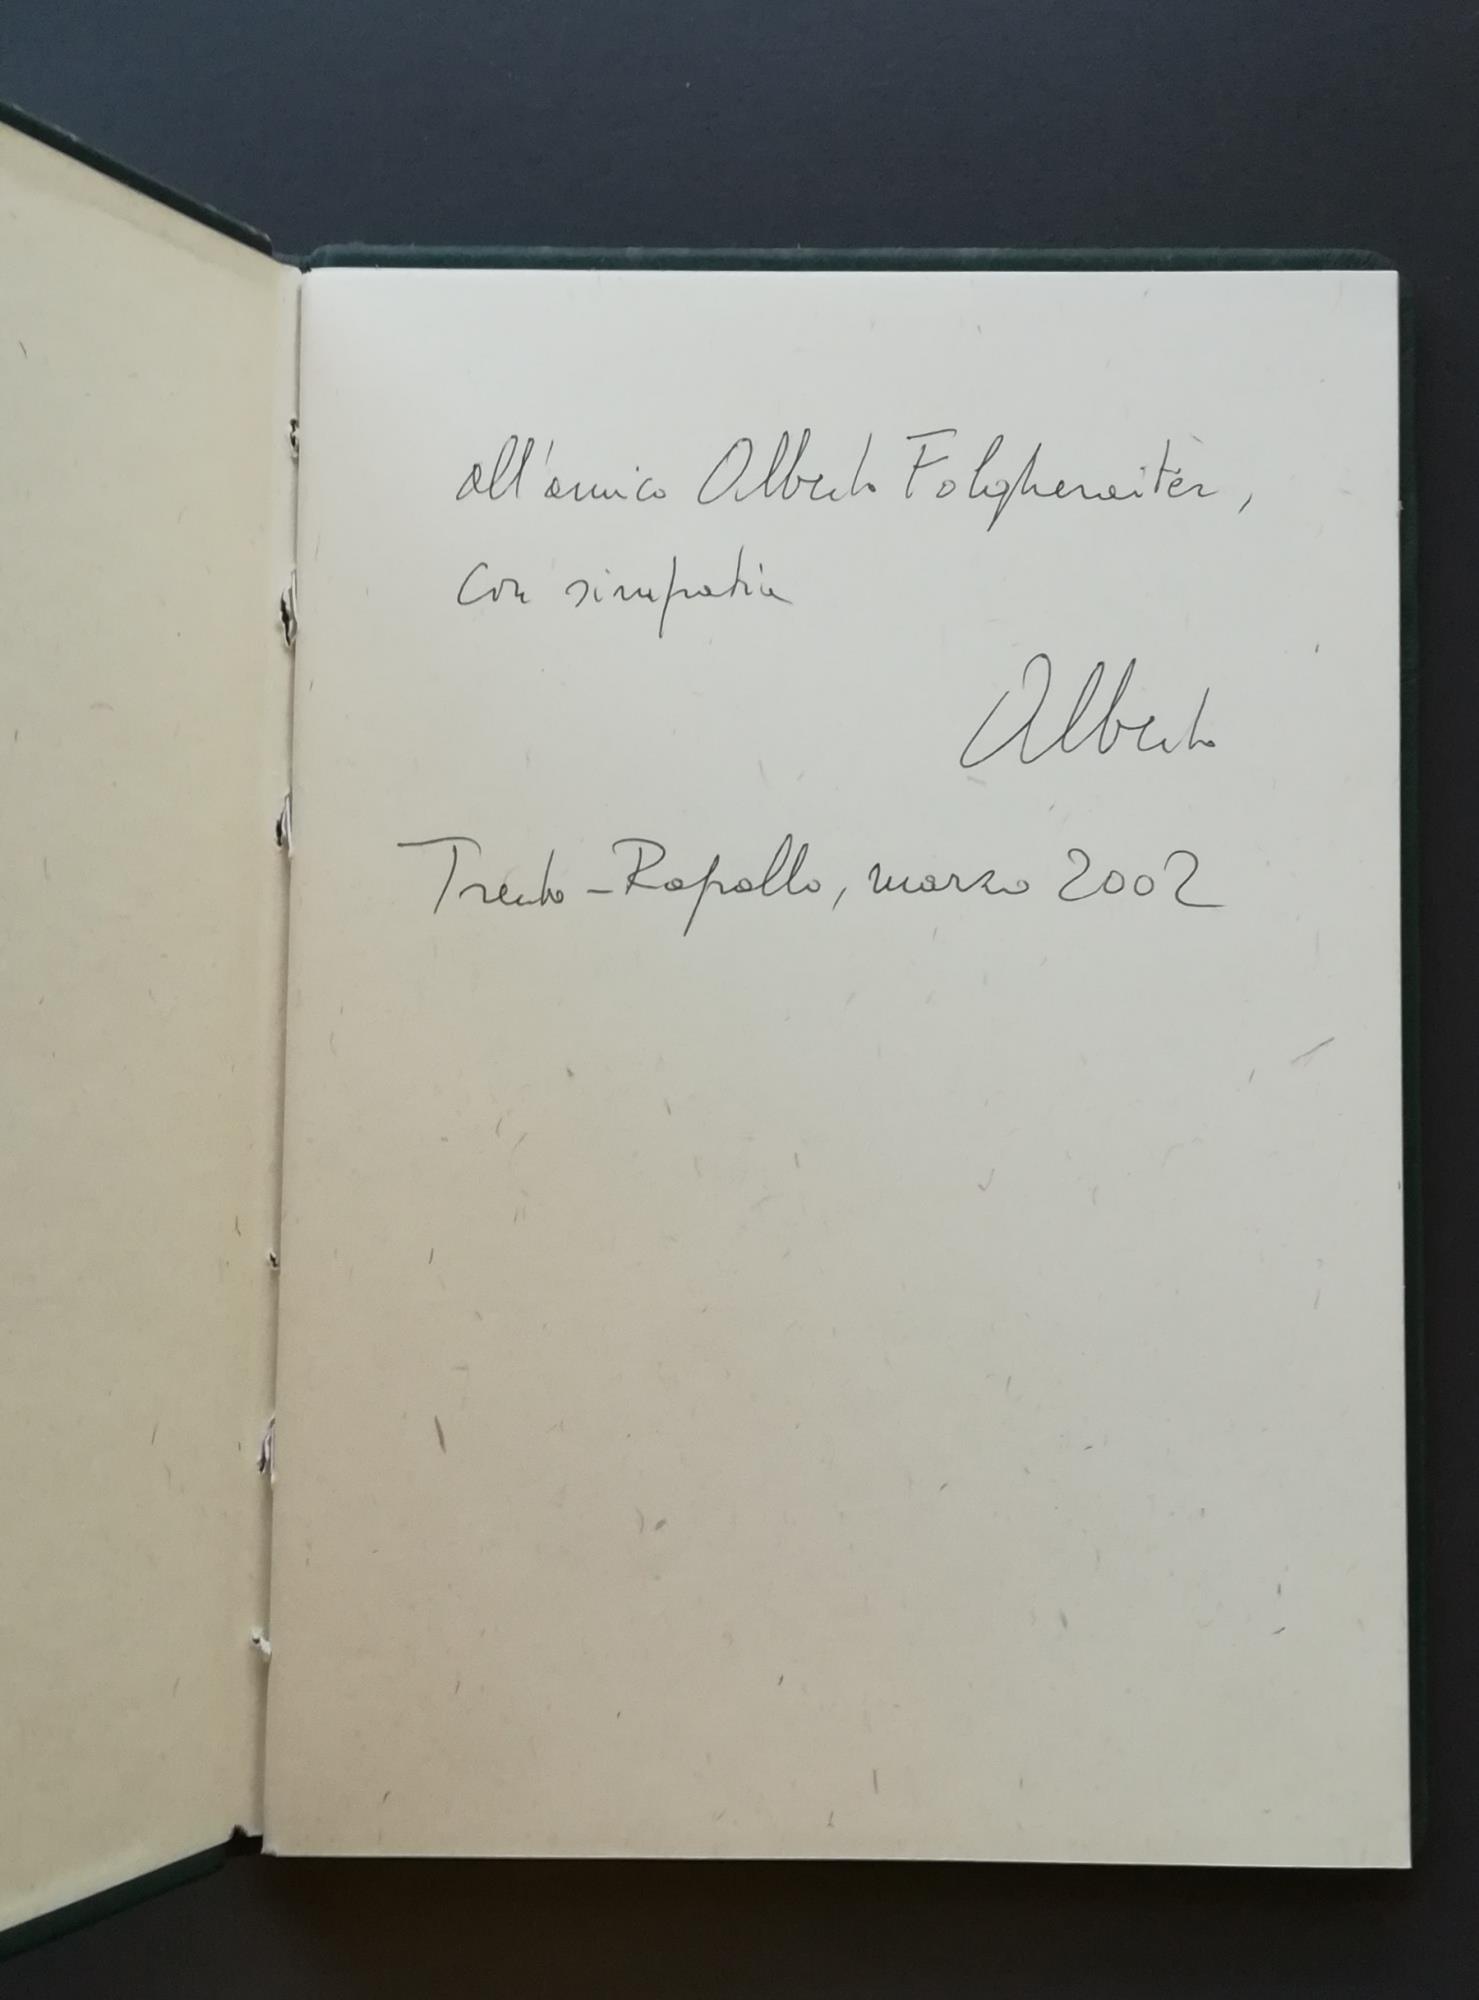 all'amico Alberto Folgheraiter,
con simpatia
Alberto
Trento - Rapallo, marzo 2002